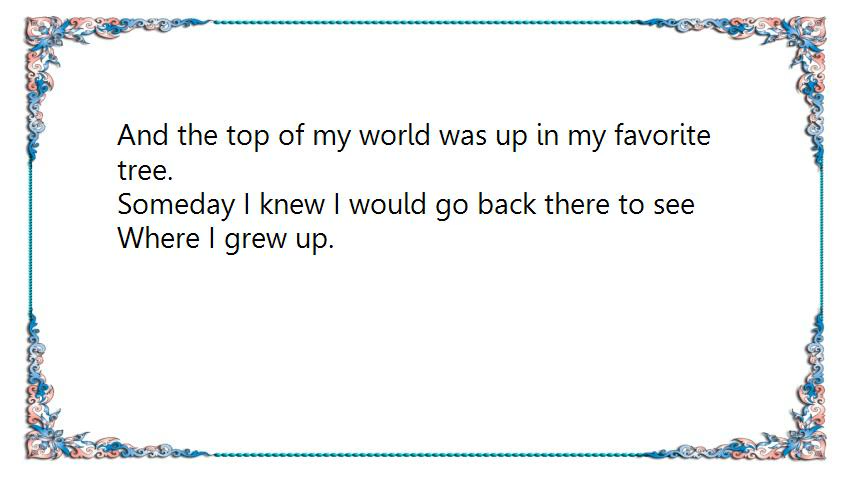 And the top of my world was up in my favorite
tree.
Someday I knew I would go back there to see
Where I grew up.